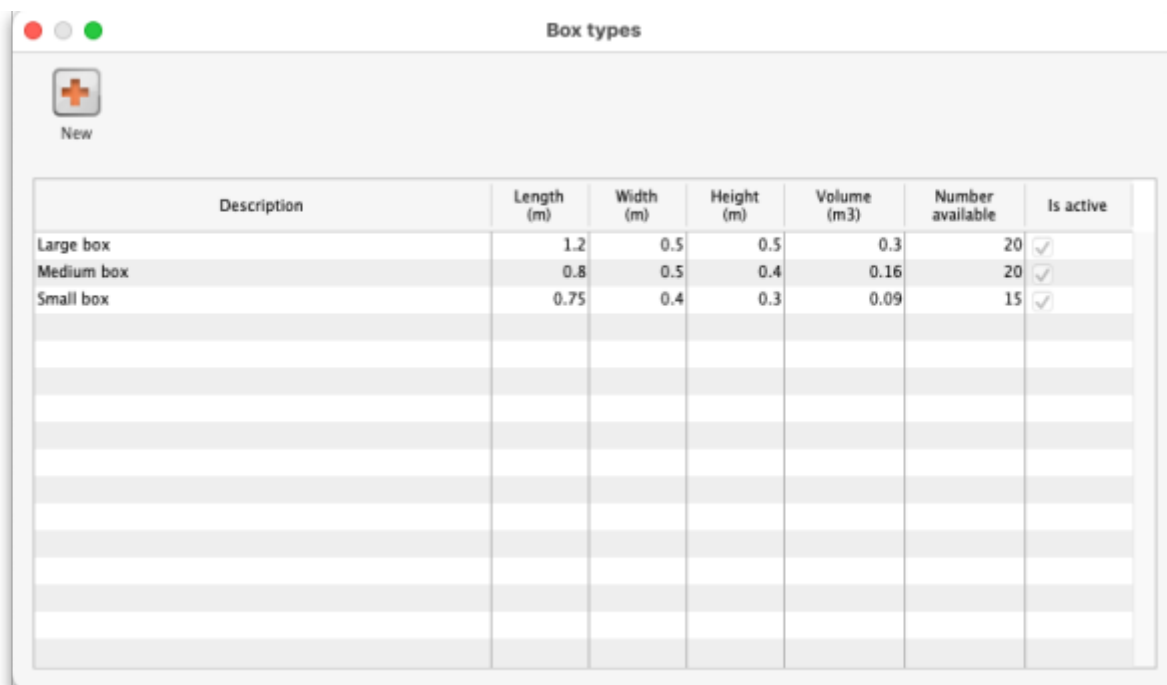 Box types
New
Description Length (m) Width (m) Height (m) Volume (m3) Number available Is active
Large box 1.2 0.5 0.5 0.3 20
Medium box 0.8 0.5 0.4 0.16 20
Small box 0.75 0.4 0.3 0.09 15